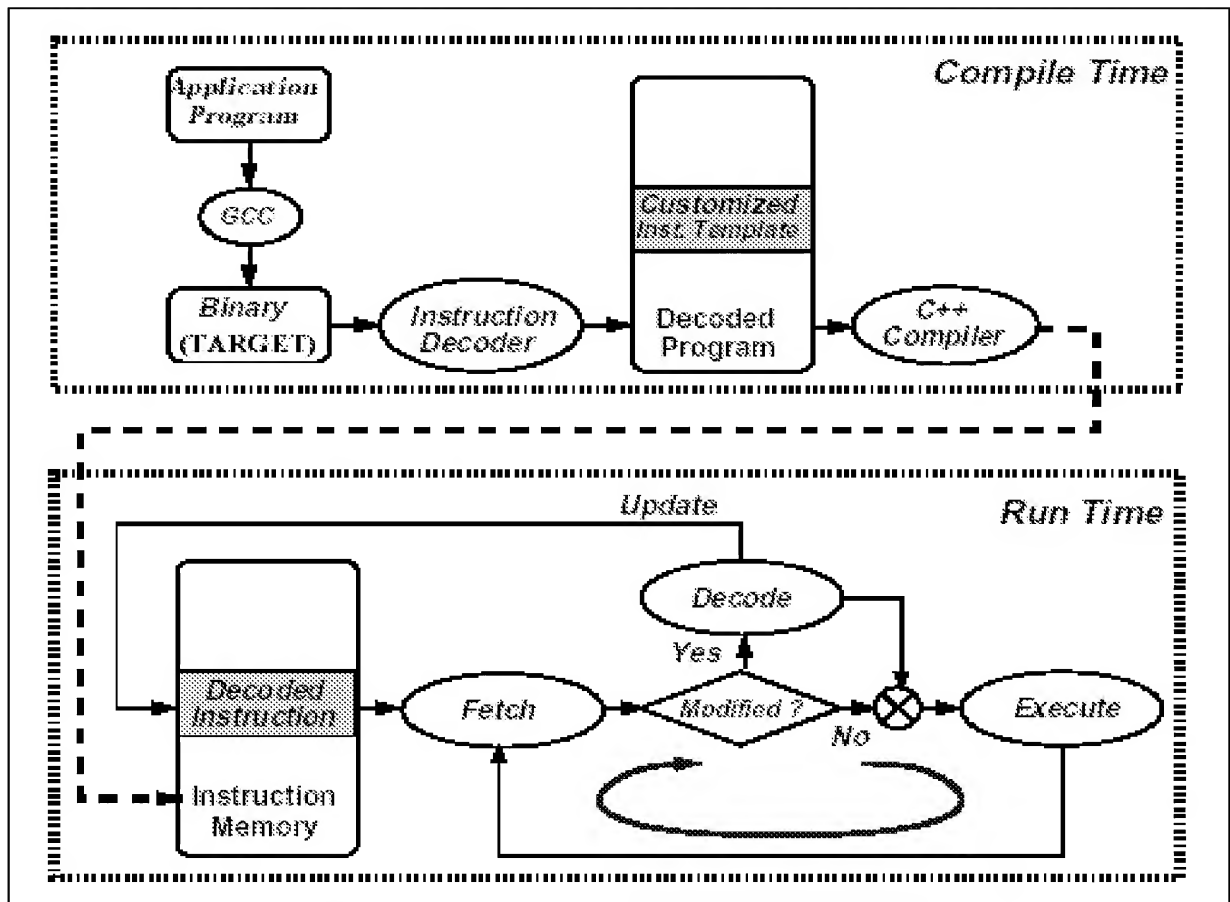 Compile Time
Application
Program
GCC
Binary
(TARGET)
Instruction
Decoder
Customized
Inst. Template
Decoded
Program
C++
Compiler
Run Time
Update
Decode
Yes
Decoded
Instruction
Fetch
Modified ?
No
Execute
Instruction
Memory